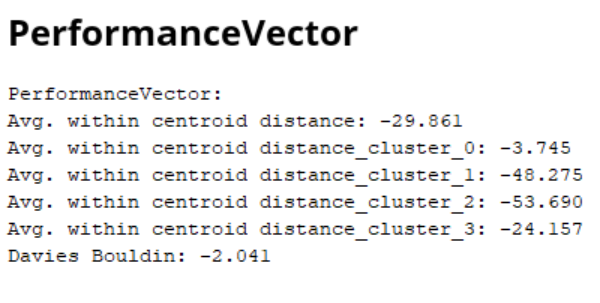 PerformanceVector
PerformanceVector:
Avg. within centroid distance: -29.861
Avg. within centroid distance_cluster_0: -3.745
Avg. within centroid distance_cluster_1: -48.275
Avg. within centroid distance_cluster_2: -53.690
Avg. within centroid distance_cluster_3: -24.157
Davies Bouldin: -2.041